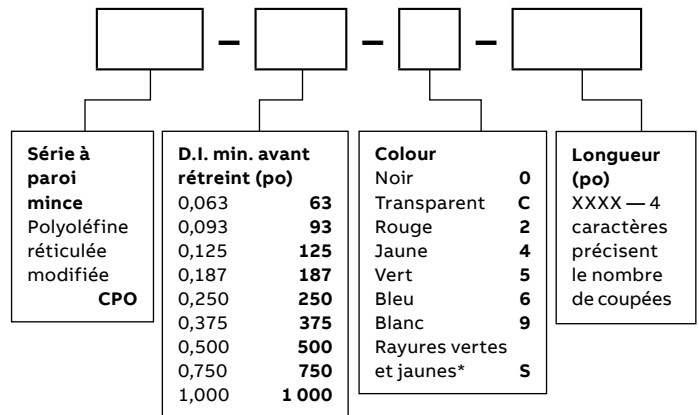 – – –
Série à
paroi
mince
Polyoléfine
réticulée
modifiée
CPO
D.I. min. avant
rétreint (po)
0,063 63
0,093 93
0,125 125
0,187 187
0,250 250
0,375 375
0,500 500
0,750 750
1,000 1 000
Colour
Noir 0
Transparent C
Rouge 2
Jaune 4
Vert 5
Bleu 6
Blanc 9
Rayures vertes
et jaunes* S
Longueur
(po)
XXXX — 4
caractères
précisent
le nombre
de coupées